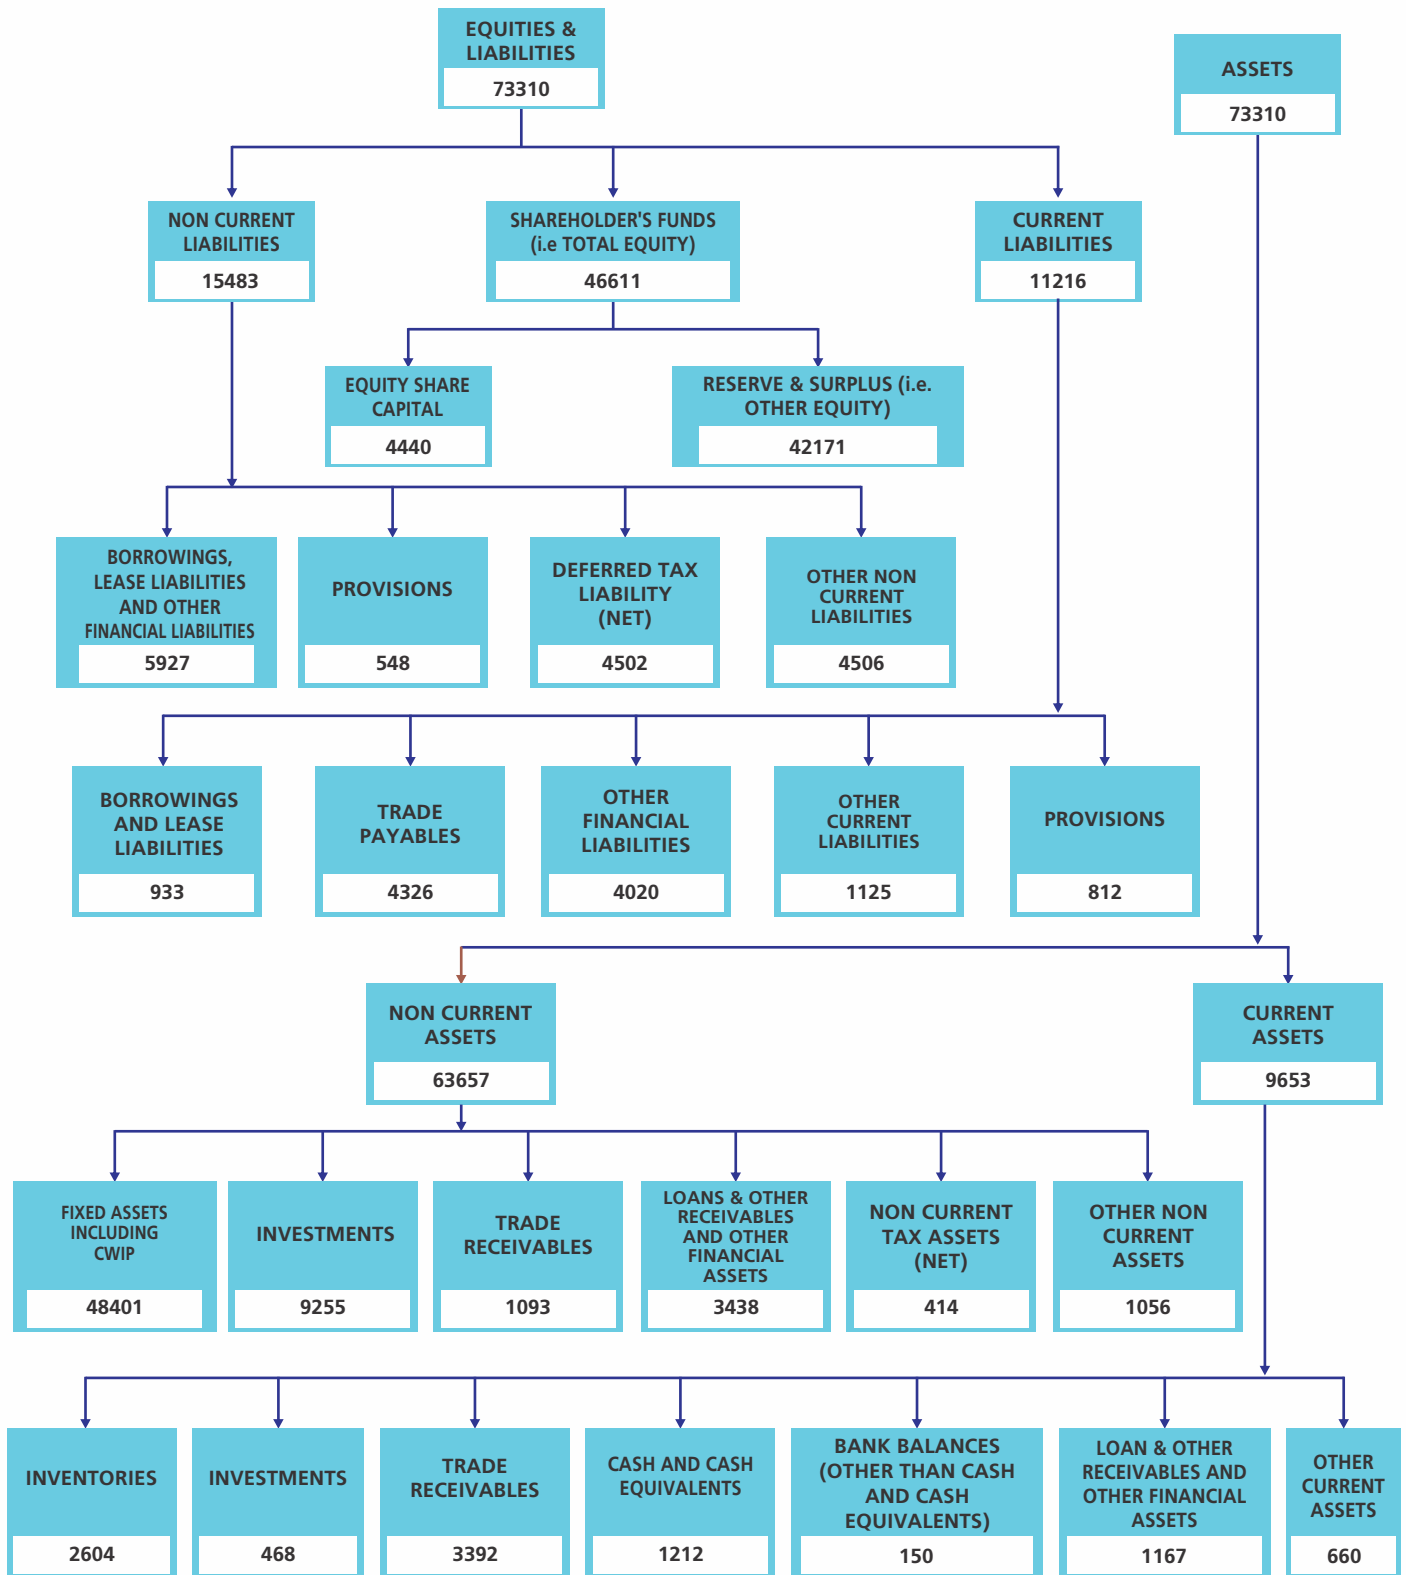 EQUITIES &
LIABILITIES
73310
ASSETS
73310
NON CURRENT
LIABILITIES
15483
SHAREHOLDER'S FUNDS
(i.e TOTAL EQUITY)
46611
CURRENT
LIABILITIES
11216
EQUITY SHARE
CAPITAL
4440
RESERVE & SURPLUS (i.e.
OTHER EQUITY)
42171
BORROWINGS,
LEASE LIABILITIES
AND OTHER
FINANCIAL LIABILITIES
5927
PROVISIONS
548
DEFERRED TAX
LIABILITY
(NET)
4502
OTHER NON
CURRENT
LIABILITIES
4506
BORROWINGS
AND LEASE
LIABILITIES
933
TRADE
PAYABLES
4326
OTHER
FINANCIAL
LIABILITIES
4020
OTHER
CURRENT
LIABILITIES
1125
PROVISIONS
812
NON CURRENT
ASSETS
63657
CURRENT
ASSETS
9653
FIXED ASSETS
INCLUDING
CWIP
48401
INVESTMENTS
9255
TRADE
RECEIVABLES
1093
LOANS & OTHER
RECEIVABLES
AND OTHER
FINANCIAL
ASSETS
3438
NON CURRENT
TAX ASSETS
(NET)
414
OTHER NON
CURRENT
ASSETS
1056
INVENTORIES
2604
INVESTMENTS
468
TRADE
RECEIVABLES
3392
CASH AND CASH
EQUIVALENTS
1212
BANK BALANCES
(OTHER THAN CASH
AND CASH
EQUIVALENTS)
150
LOAN & OTHER
RECEIVABLES AND
OTHER FINANCIAL
ASSETS
1167
OTHER
CURRENT
ASSETS
660